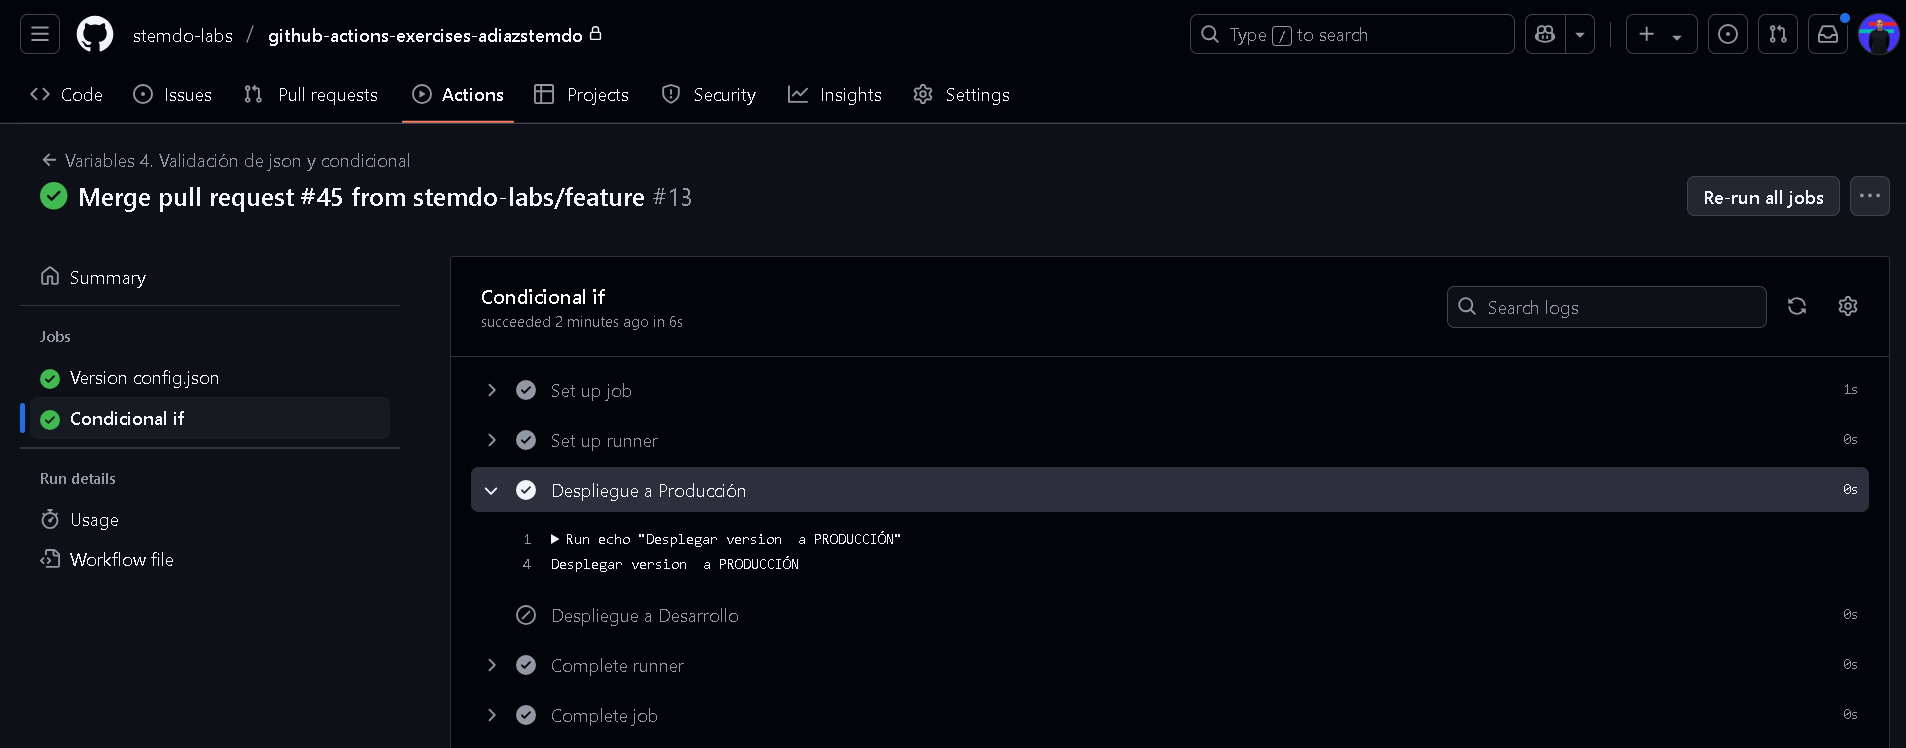 stemdo-labs / github-actions-exercises-adiazstemdo
Type / to search
Code Issues Pull requests Actions Projects Security Insights Settings
Variables 4. Validación de json y condicional
Merge pull request #45 from stemdo-labs/feature #13
Re-run all jobs
Summary
Jobs
Version config.json
Condicional if
Run details
Usage
Workflow file
Condicional if
succeeded 2 minutes ago in 6s
Search logs
Set up job 1s
Set up runner 0s
Despliegue a Producción 0s
1 Run echo "Desplegar version  a PRODUCCIÓN"
4 Desplegar version  a PRODUCCIÓN
Despliegue a Desarrollo 0s
Complete runner 0s
Complete job 0s